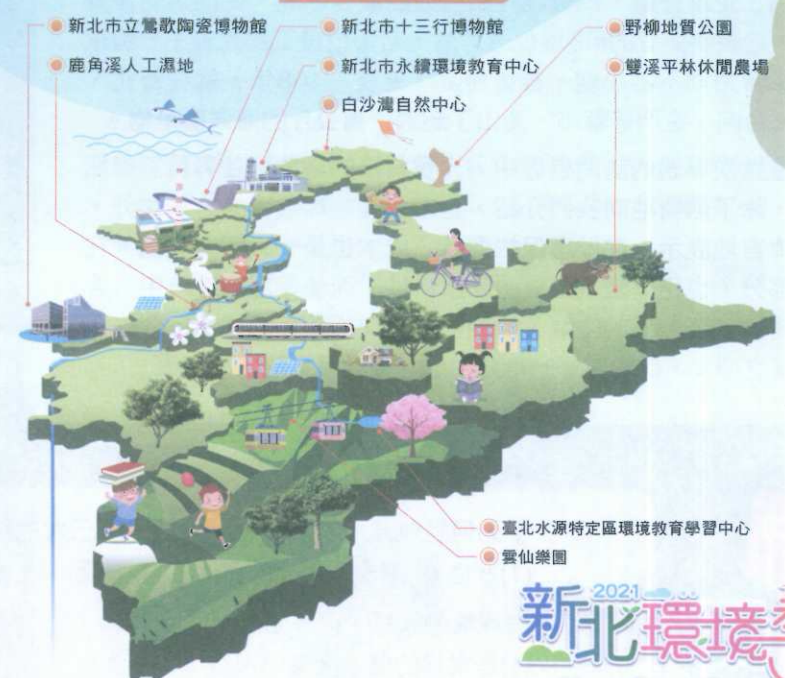 新北市立鶯歌陶瓷博物館
鹿角溪人工濕地
新北市十三行博物館
新北市永續環境教育中心
白沙灣自然中心
野柳地質公園
雙溪平林休閒農場
臺北水源特定區環境教育學習中心
雲仙樂園
2021
新北環境季